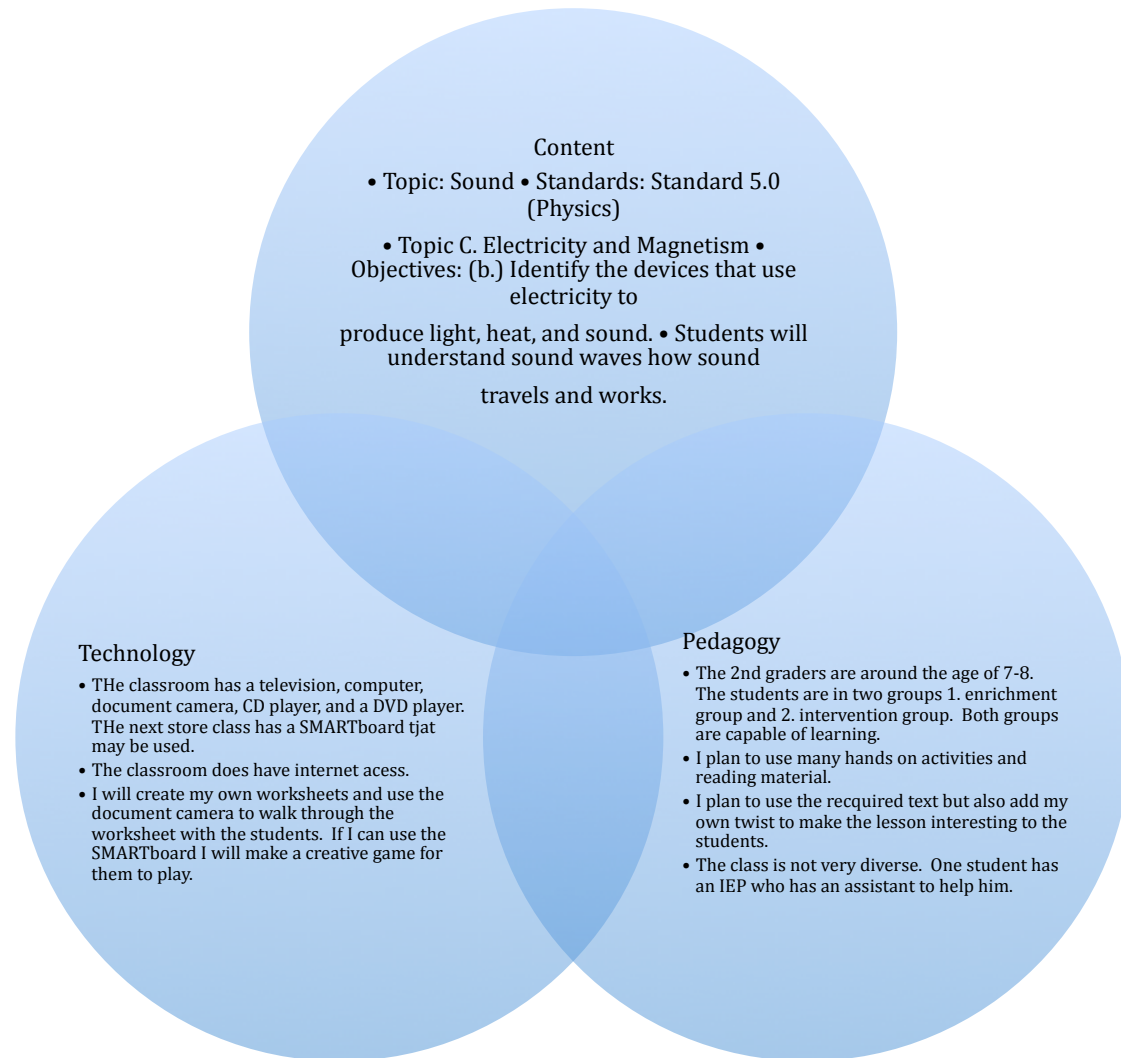 Content
• Topic: Sound • Standards: Standard 5.0
(Physics)
• Topic C. Electricity and Magnetism •
Objectives: (b.) Identify the devices that use
electricity to
produce light, heat, and sound. • Students will
understand sound waves how sound
travels and works.
Technology
• THe classroom has a television, computer,
document camera, CD player, and a DVD player.
THe next store class has a SMARTboard tjat
may be used.
• The classroom does have internet acess.
• I will create my own worksheets and use the
document camera to walk through the
worksheet with the students.  If I can use the
SMARTboard I will make a creative game for
them to play.
Pedagogy
• The 2nd graders are around the age of 7-8.
The students are in two groups 1. enrichment
group and 2. intervention group.  Both groups
are capable of learning.
• I plan to use many hands on activities and
reading material.
• I plan to use the recquired text but also add my
own twist to make the lesson interesting to the
students.
• The class is not very diverse.  One student has
an IEP who has an assistant to help him.